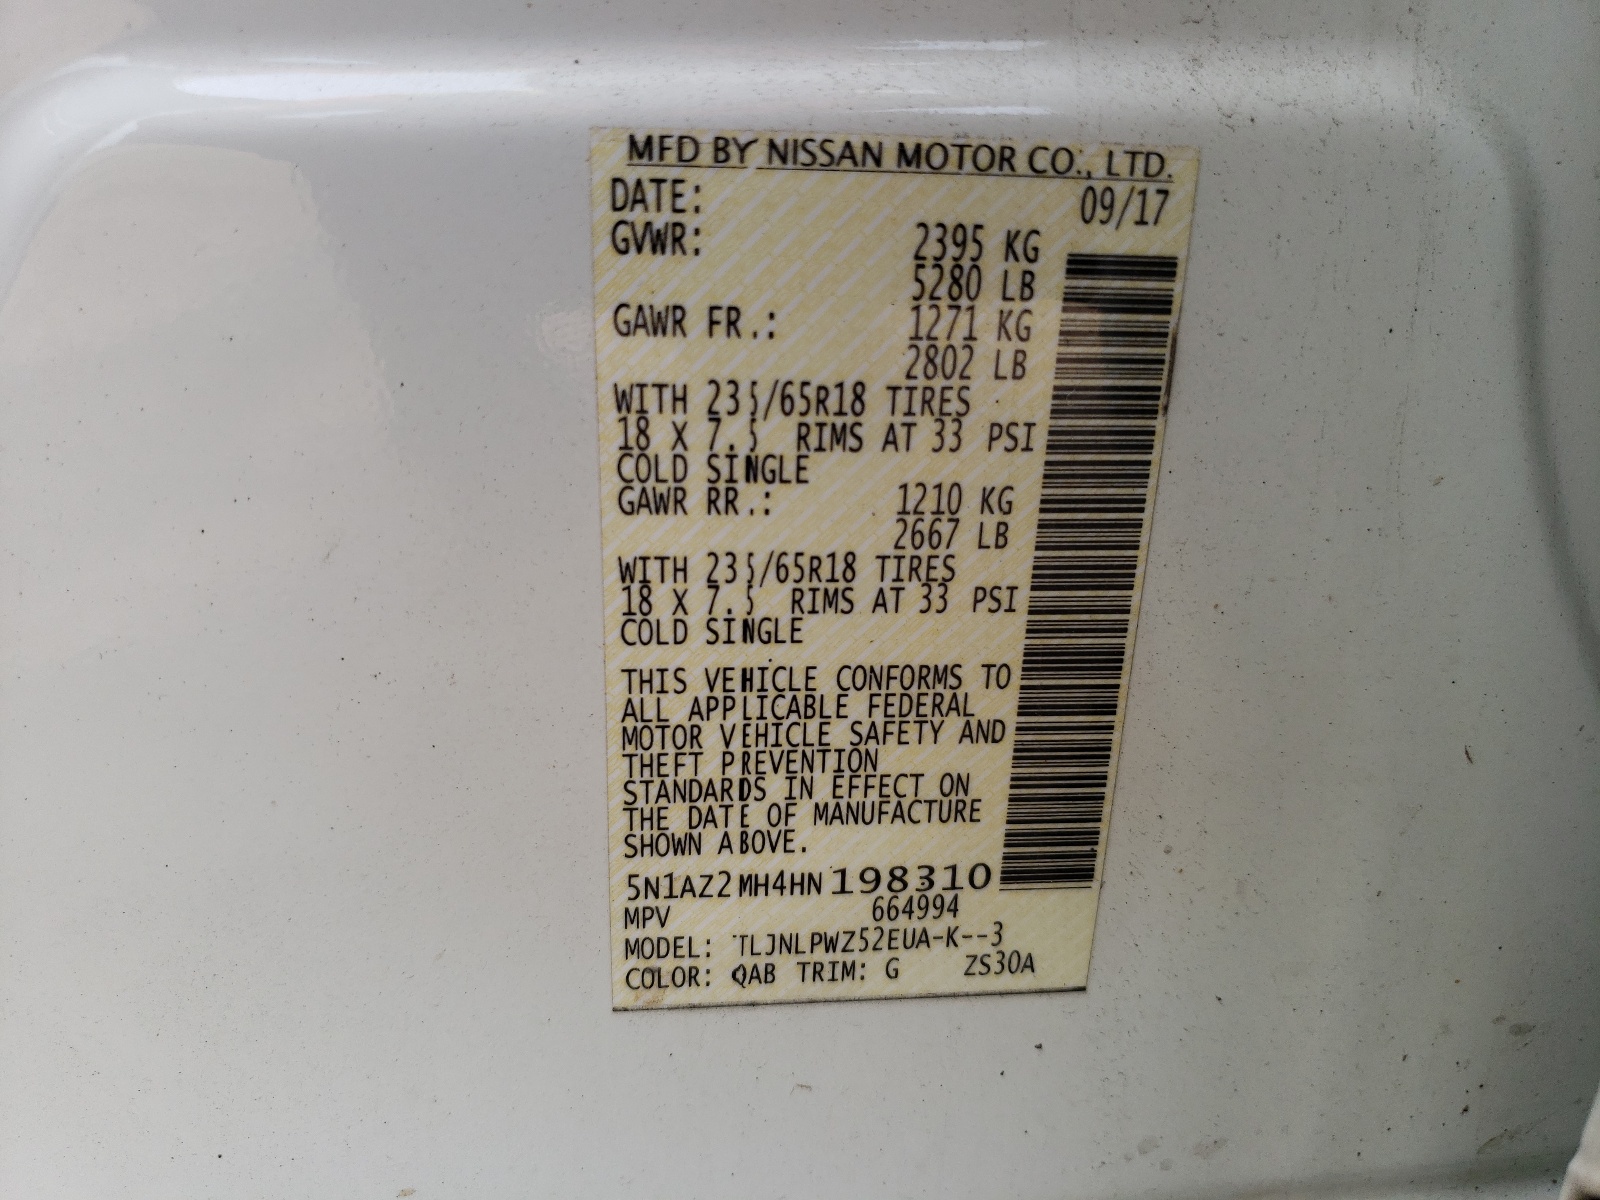 MFD BY NISSAN MOTOR CO., LTD.
DATE: 09/17
GVWR: 2395 KG
5280 LB
GAWR FR.: 1271 KG
2802 LB
WITH 235/65R18 TIRES
18 X 7.5 RIMS AT 33 PSI
COLD SINGLE
GAWR RR.: 1210 KG
2667 LB
WITH 235/65R18 TIRES
18 X 7.5 RIMS AT 33 PSI
COLD SINGLE
THIS VEHICLE CONFORMS TO
ALL APPLICABLE FEDERAL
MOTOR VEHICLE SAFETY AND
THEFT PREVENTION
STANDARDS IN EFFECT ON
THE DATE OF MANUFACTURE
SHOWN ABOVE.
5N1AZ2MH4HN198310
MPV 664994
MODEL: TLJNLPWZ52EUA-K--3
COLOR: QAB TRIM: G ZS30A